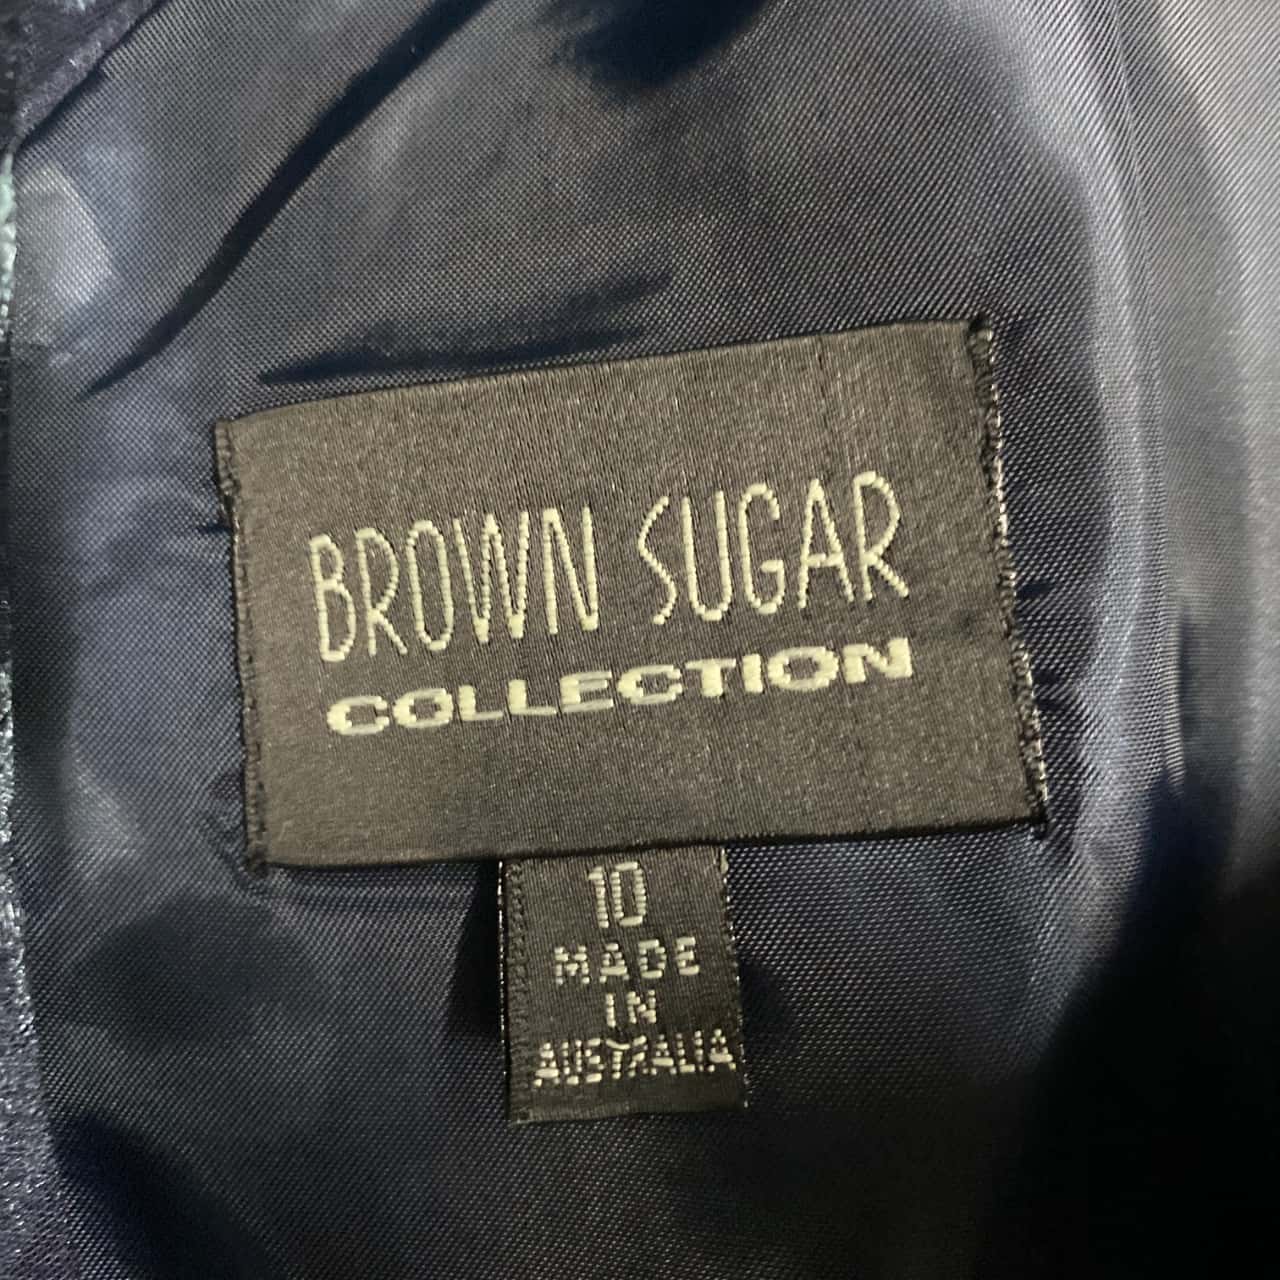 BROWN SUGAR
COLLECTION
10
MADE
IN
AUSTRALIA